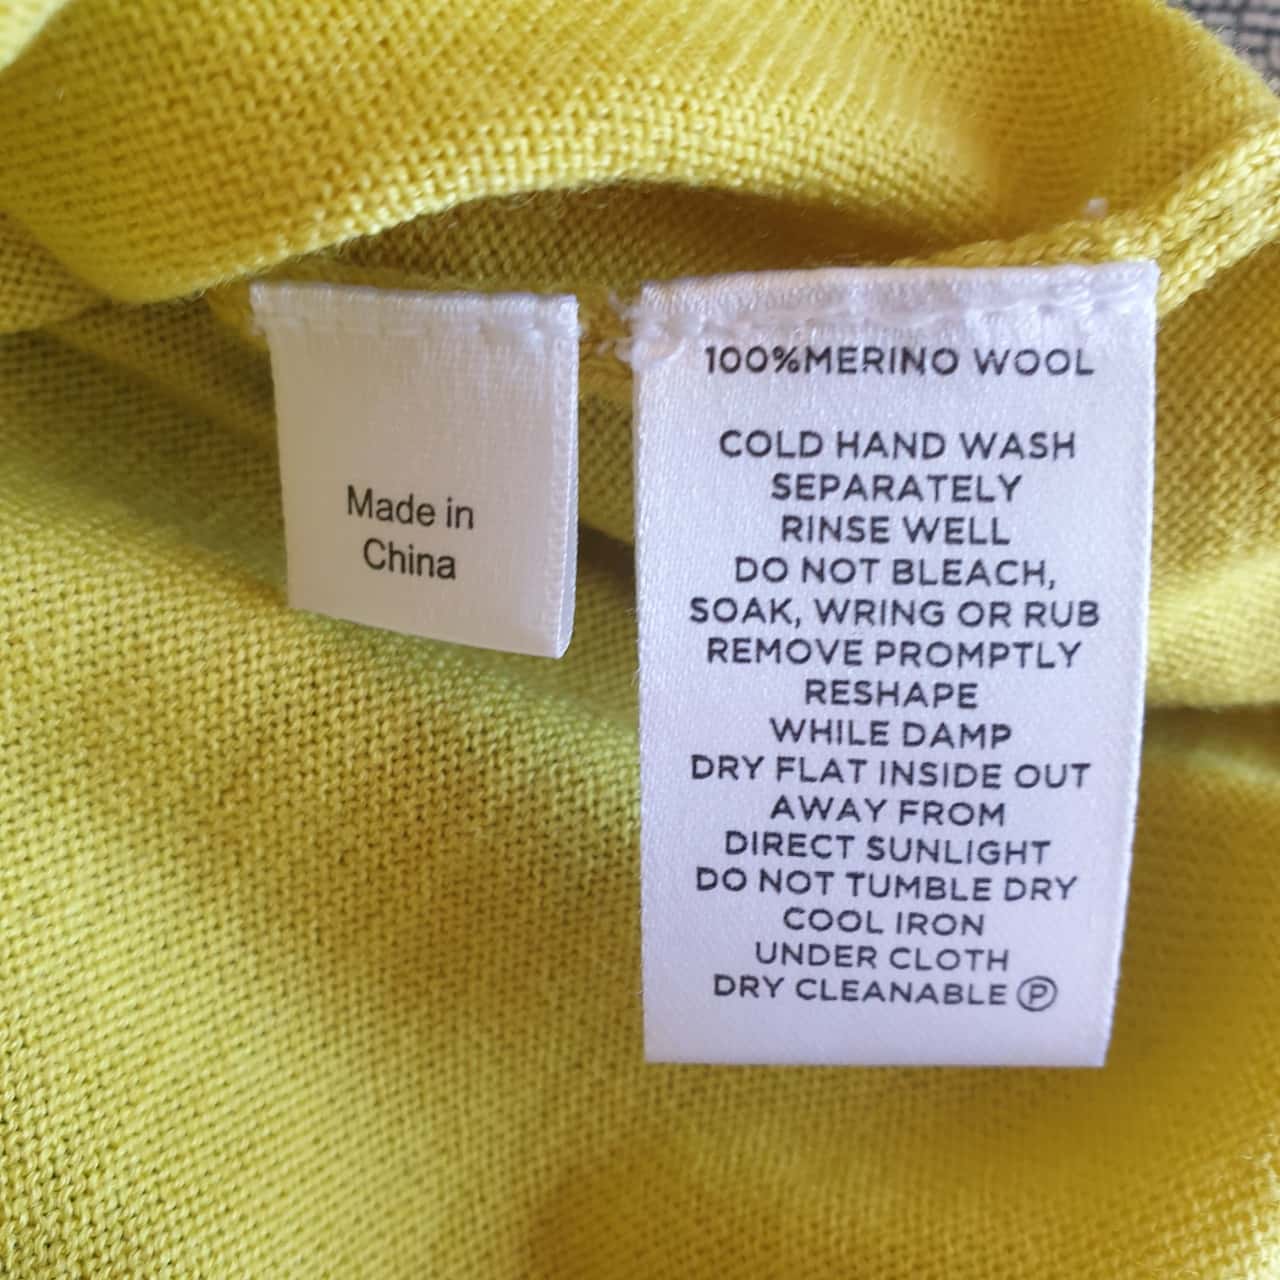 Made in
China
100%MERINO WOOL
COLD HAND WASH
SEPARATELY
RINSE WELL
DO NOT BLEACH,
SOAK, WRING OR RUB
REMOVE PROMPTLY
RESHAPE
WHILE DAMP
DRY FLAT INSIDE OUT
AWAY FROM
DIRECT SUNLIGHT
DO NOT TUMBLE DRY
COOL IRON
UNDER CLOTH
DRY CLEANABLE Ⓟ